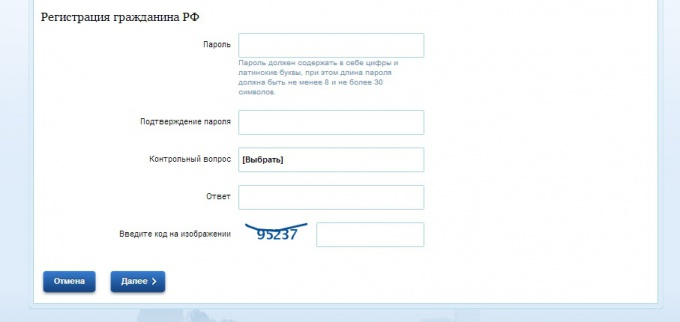 Регистрация гражданина РФ
Пароль
Пароль должен содержать в себе цифры и
латинские буквы, при этом длина пароля
должна быть не менее 8 и не более 30
символов.
Подтверждение пароля
Контрольный вопрос [Выбрать]
Ответ
Введите код на изображении 95237
Отмена Далее